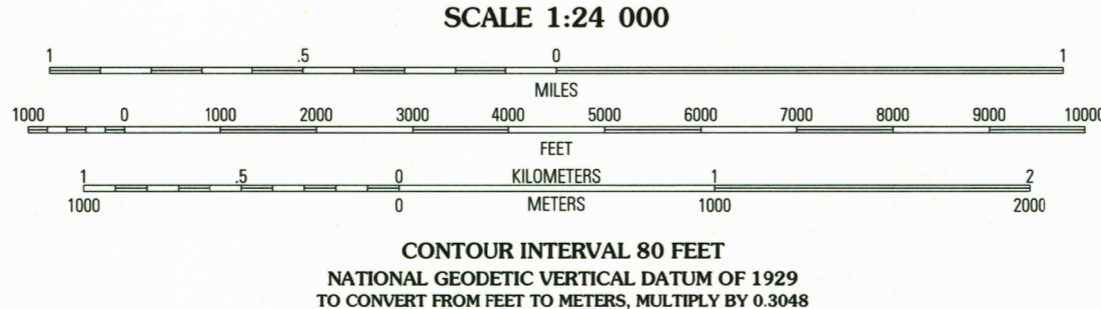 SCALE 1:24 000
1 .5 0 1
MILES
1000 0 1000 2000 3000 4000 5000 6000 7000 8000 9000 10000
FEET
1 .5 0 KILOMETERS 1 2
1000 0 METERS 1000 2000
CONTOUR INTERVAL 80 FEET
NATIONAL GEODETIC VERTICAL DATUM OF 1929
TO CONVERT FROM FEET TO METERS, MULTIPLY BY 0.3048